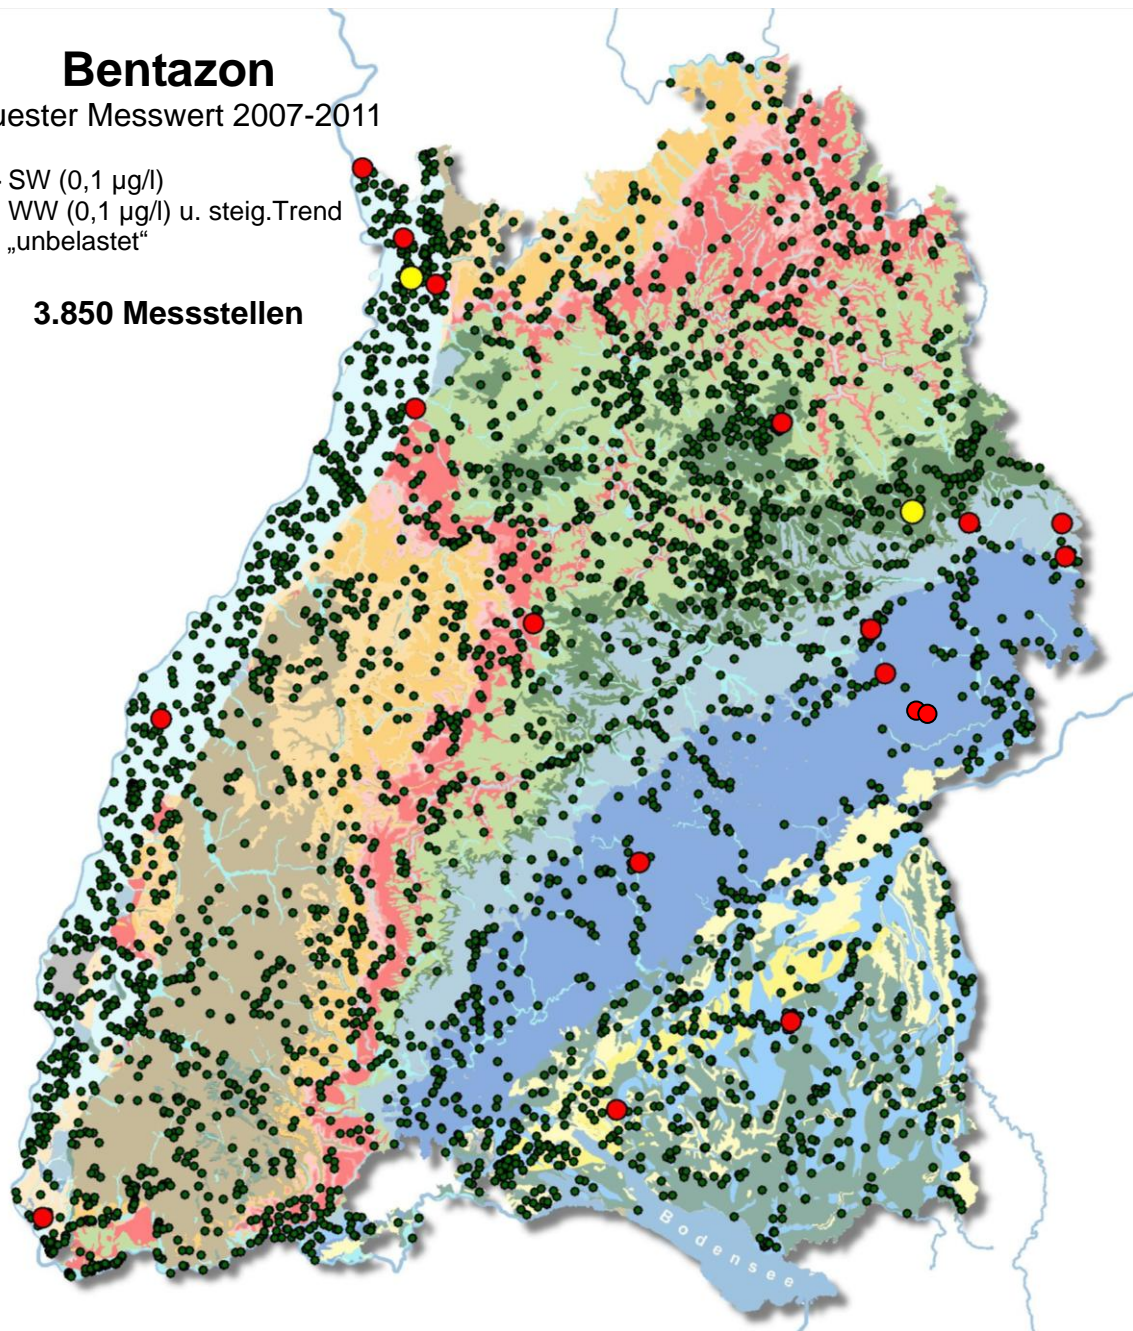 Bentazon
uester Messwert 2007-2011
SW (0,1 µg/l)
WW (0,1 µg/l) u. steig.Trend
„unbelastet“
3.850 Messstellen
Bodensee